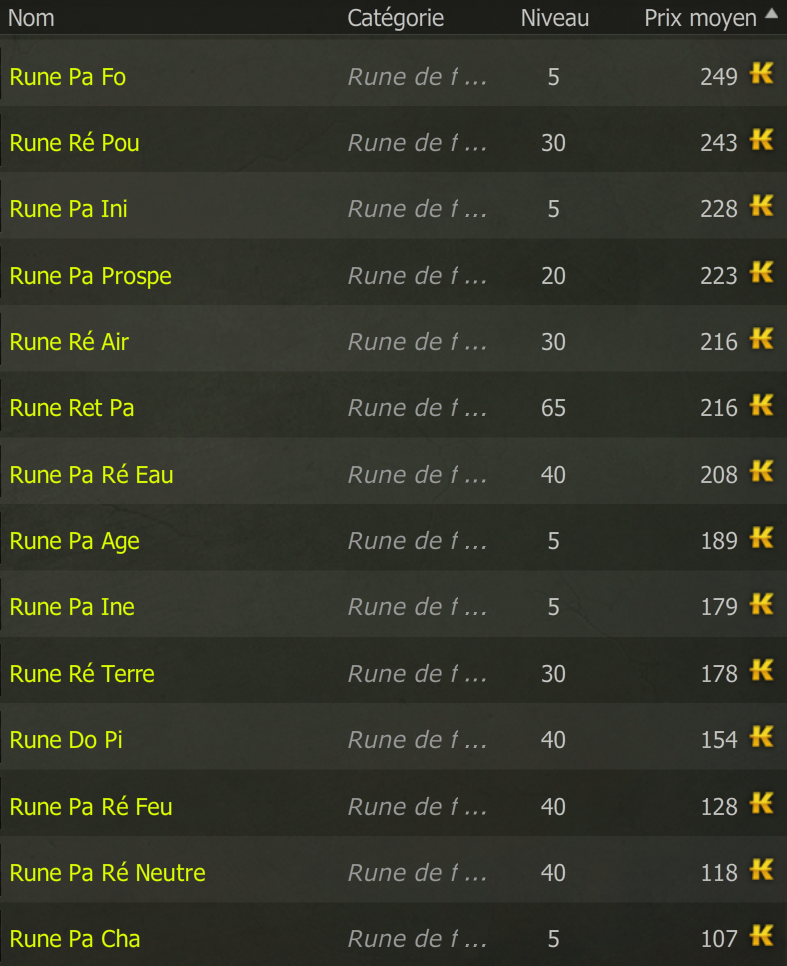 Nom Catégorie Niveau Prix moyen
Rune Pa Fo Rune de f ... 5 249
Rune Ré Pou Rune de f ... 30 243
Rune Pa Ini Rune de f ... 5 228
Rune Pa Prospe Rune de f ... 20 223
Rune Ré Air Rune de f ... 30 216
Rune Ret Pa Rune de f ... 65 216
Rune Pa Ré Eau Rune de f ... 40 208
Rune Pa Age Rune de f ... 5 189
Rune Pa Ine Rune de f ... 5 179
Rune Ré Terre Rune de f ... 30 178
Rune Do Pi Rune de f ... 40 154
Rune Pa Ré Feu Rune de f ... 40 128
Rune Pa Ré Neutre Rune de f ... 40 118
Rune Pa Cha Rune de f ... 5 107